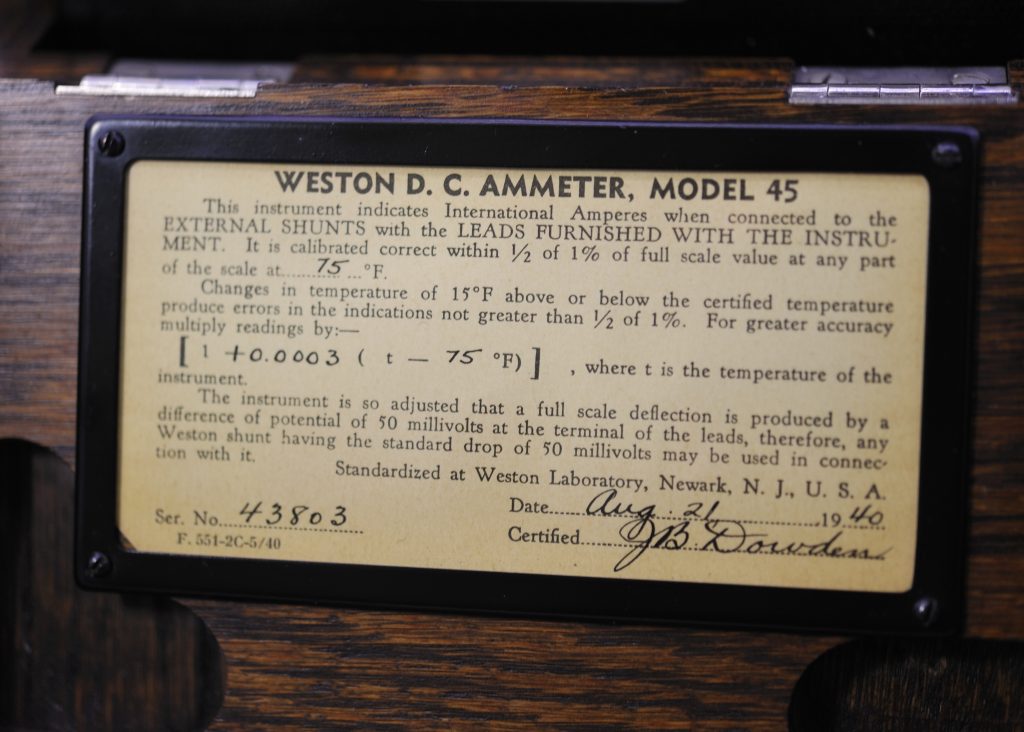 WESTON D. C. AMMETER, MODEL 45
This instrument indicates International Amperes when connected to the
EXTERNAL SHUNTS with the LEADS FURNISHED WITH THE INSTRU-
MENT. It is calibrated correct within ½ of 1% of full scale value at any part
of the scale at......75....°F.
Changes in temperature of 15°F above or below the certified temperature
produce errors in the indications not greater than ½ of 1%. For greater accuracy
multiply readings by:—
[ 1 +0.0003 ( t — 75 °F) ] , where t is the temperature of the
instrument.
The instrument is so adjusted that a full scale deflection is produced by a
difference of potential of 50 millivolts at the terminal of the leads, therefore, any
Weston shunt having the standard drop of 50 millivolts may be used in connec-
tion with it.
Standardized at Weston Laboratory, Newark, N. J., U. S. A.
Date....Aug. 21....1940
Ser. No....43803....
Certified....JB Dowden
F. 551-2C-5/40